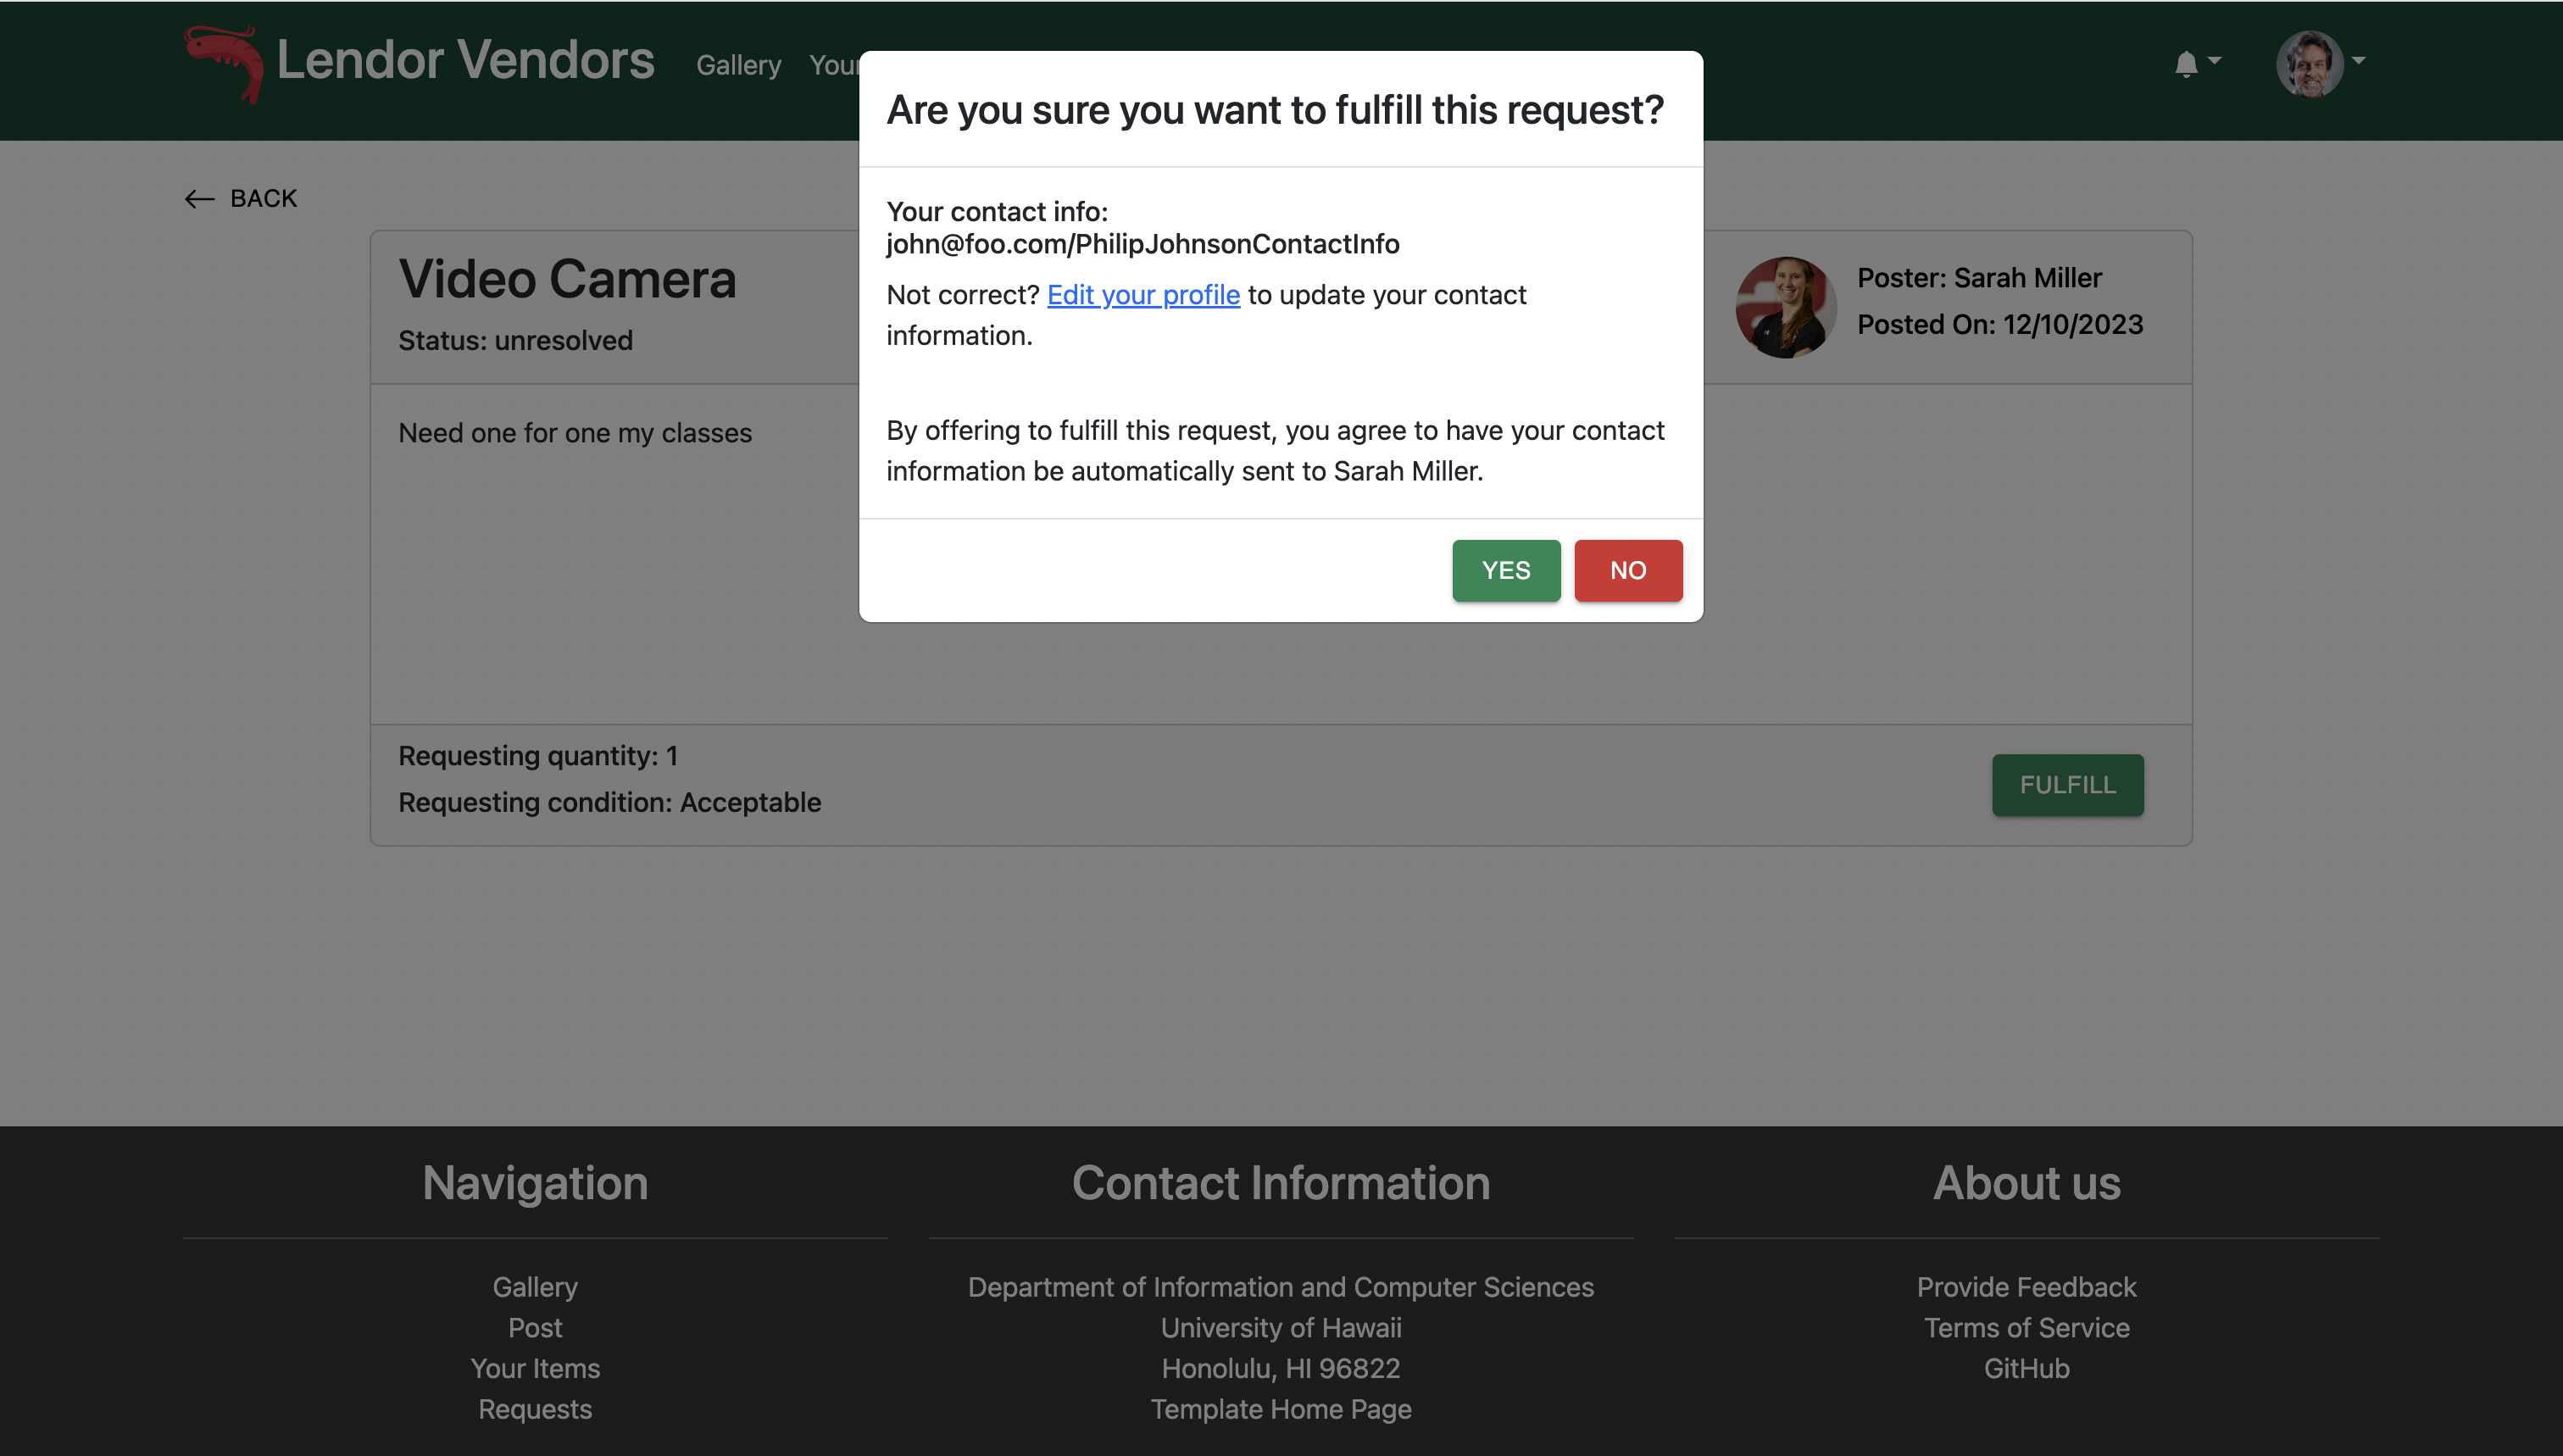 Lendor Vendors
Gallery
Your
Are you sure you want to fulfill this request?
Your contact info:
john@foo.com/PhilipJohnsonContactInfo
Not correct? Edit your profile to update your contact
information.
By offering to fulfill this request, you agree to have your contact
information be automatically sent to Sarah Miller.
YES
NO
BACK
Video Camera
Status: unresolved
Poster: Sarah Miller
Posted On: 12/10/2023
Need one for one my classes
Requesting quantity: 1
Requesting condition: Acceptable
FULFILL
Navigation
Gallery
Post
Your Items
Requests
Contact Information
Department of Information and Computer Sciences
University of Hawaii
Honolulu, HI 96822
Template Home Page
About us
Provide Feedback
Terms of Service
GitHub